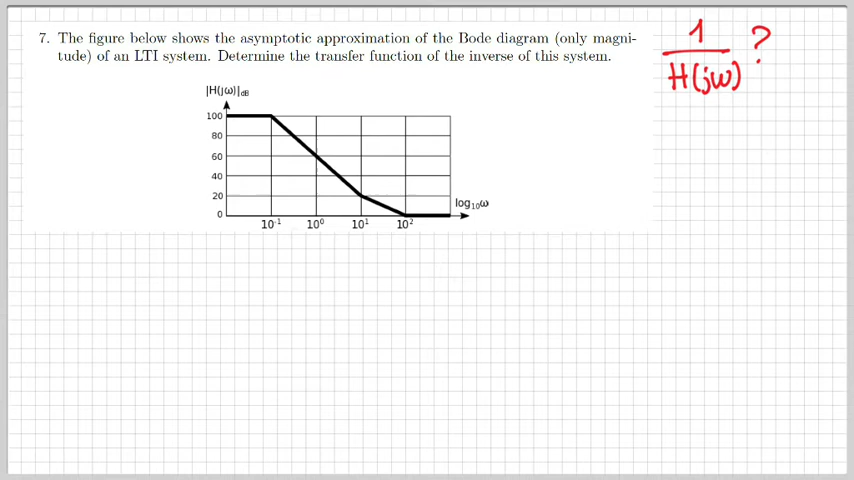 7. The figure below shows the asymptotic approximation of the Bode diagram (only magni-
tude) of an LTI system. Determine the transfer function of the inverse of this system.
1
H(jω)
?
|H(jω)|dB
100
80
60
40
20
0
10⁻¹ 10⁰ 10¹ 10²
log₁₀ω